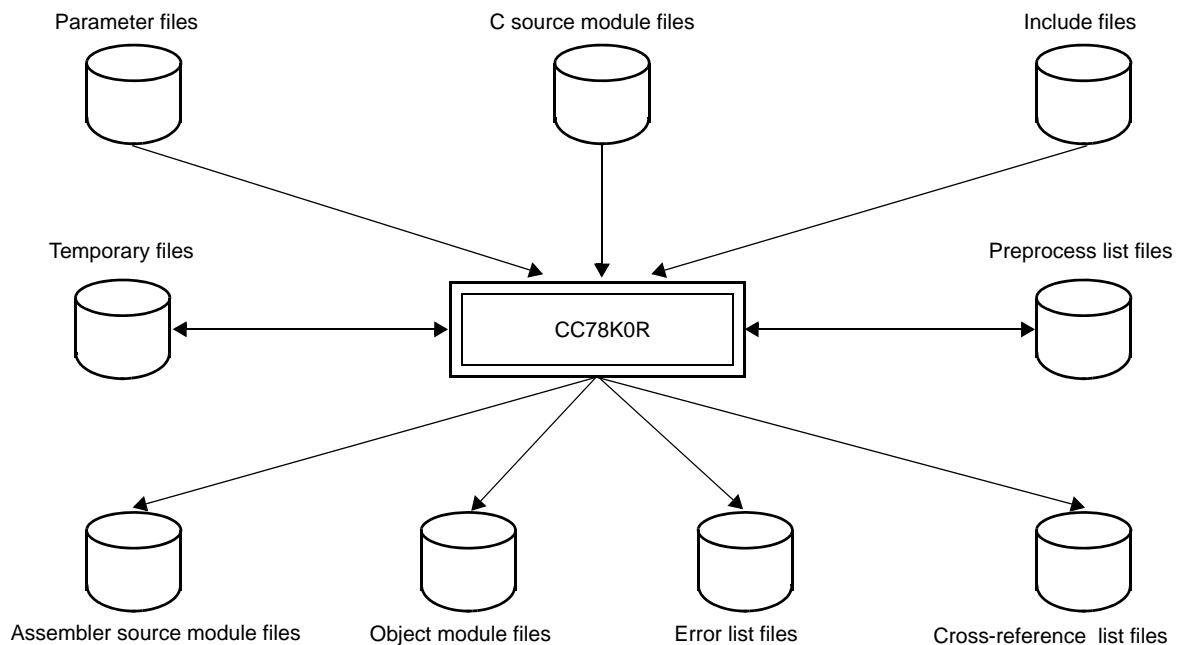 Parameter files
C source module files
Include files
Temporary files
Preprocess list files
CC78K0R
Assembler source module files
Object module files
Error list files
Cross-reference list files